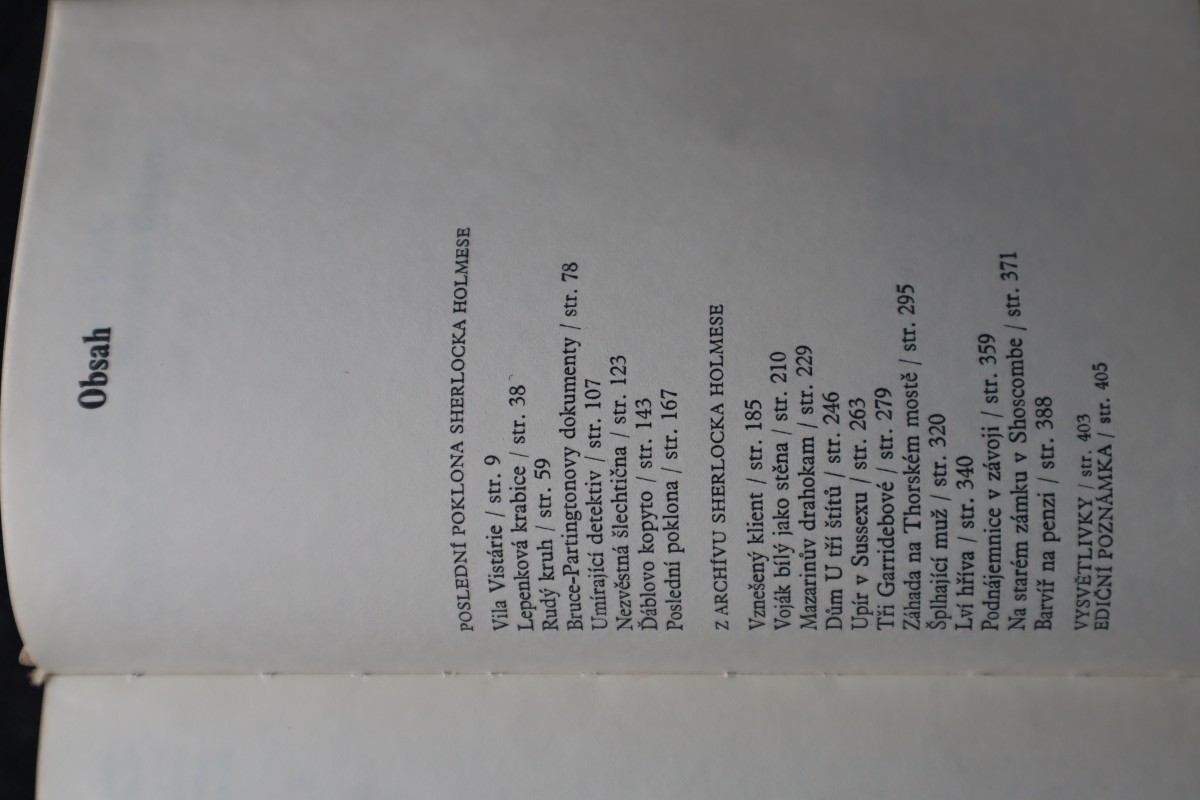 Obsah
POSLEDNÍ POKLONA SHERLOCKA HOLMESE
Vila Vistárie / str. 9
Lepenková krabice / str. 38
Rudý kruh / str. 59
Bruce-Partingtonovy dokumenty / str. 78
Umírající detektiv / str. 107
Nezvěstná šlechtična / str. 123
Ďáblovo kopyto / str. 143
Poslední poklona / str. 167
Z ARCHÍVU SHERLOCKA HOLMESE
Vznešený klient / str. 185
Voják bílý jako stěna / str. 210
Mazarinův drahokam / str. 229
Dům U tří štítů / str. 246
Upír v Sussexu / str. 263
Tři Garridebové / str. 279
Záhada na Thorském mostě / str. 295
Šplhající muž / str. 320
Lví hříva / str. 340
Podnájemnice v závoji / str. 359
Na starém zámku v Shoscombe / str. 371
Barvíř na penzi / str. 388
VYSVĚTLIVKY / str. 403
EDIČNÍ POZNÁMKA / str. 405